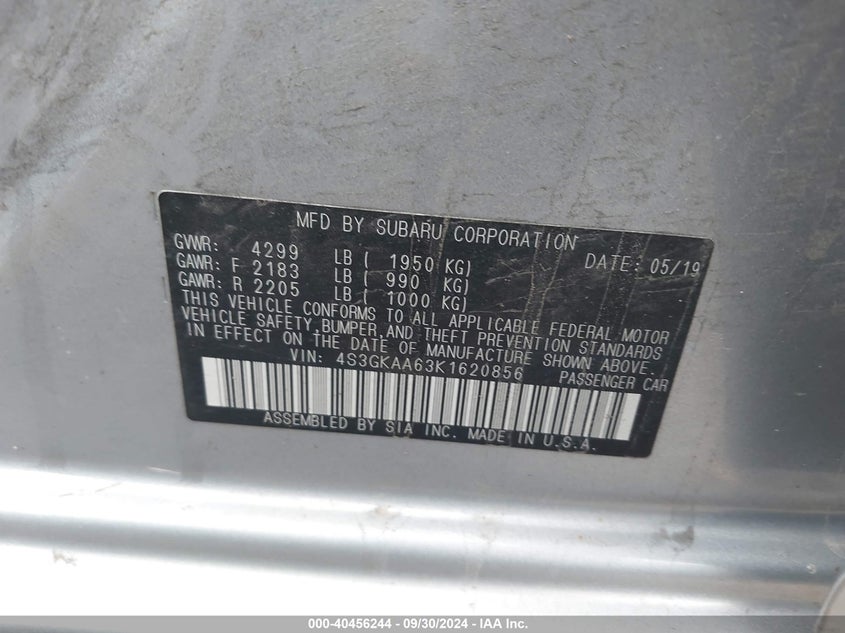 MFD BY SUBARU CORPORATION
GVWR: 4299 LB ( 1950 KG) DATE: 05/19
GAWR: F 2183 LB ( 990 KG)
GAWR: R 2205 LB ( 1000 KG)
THIS VEHICLE CONFORMS TO ALL APPLICABLE FEDERAL MOTOR
VEHICLE SAFETY, BUMPER, AND THEFT PREVENTION STANDARDS
IN EFFECT ON THE DATE OF MANUFACTURE SHOWN ABOVE.
VIN: 4S3GKAA63K1620856 PASSENGER CAR
ASSEMBLED BY SIA INC. MADE IN U.S.A.
000-40456244 - 09/30/2024 - IAA Inc.